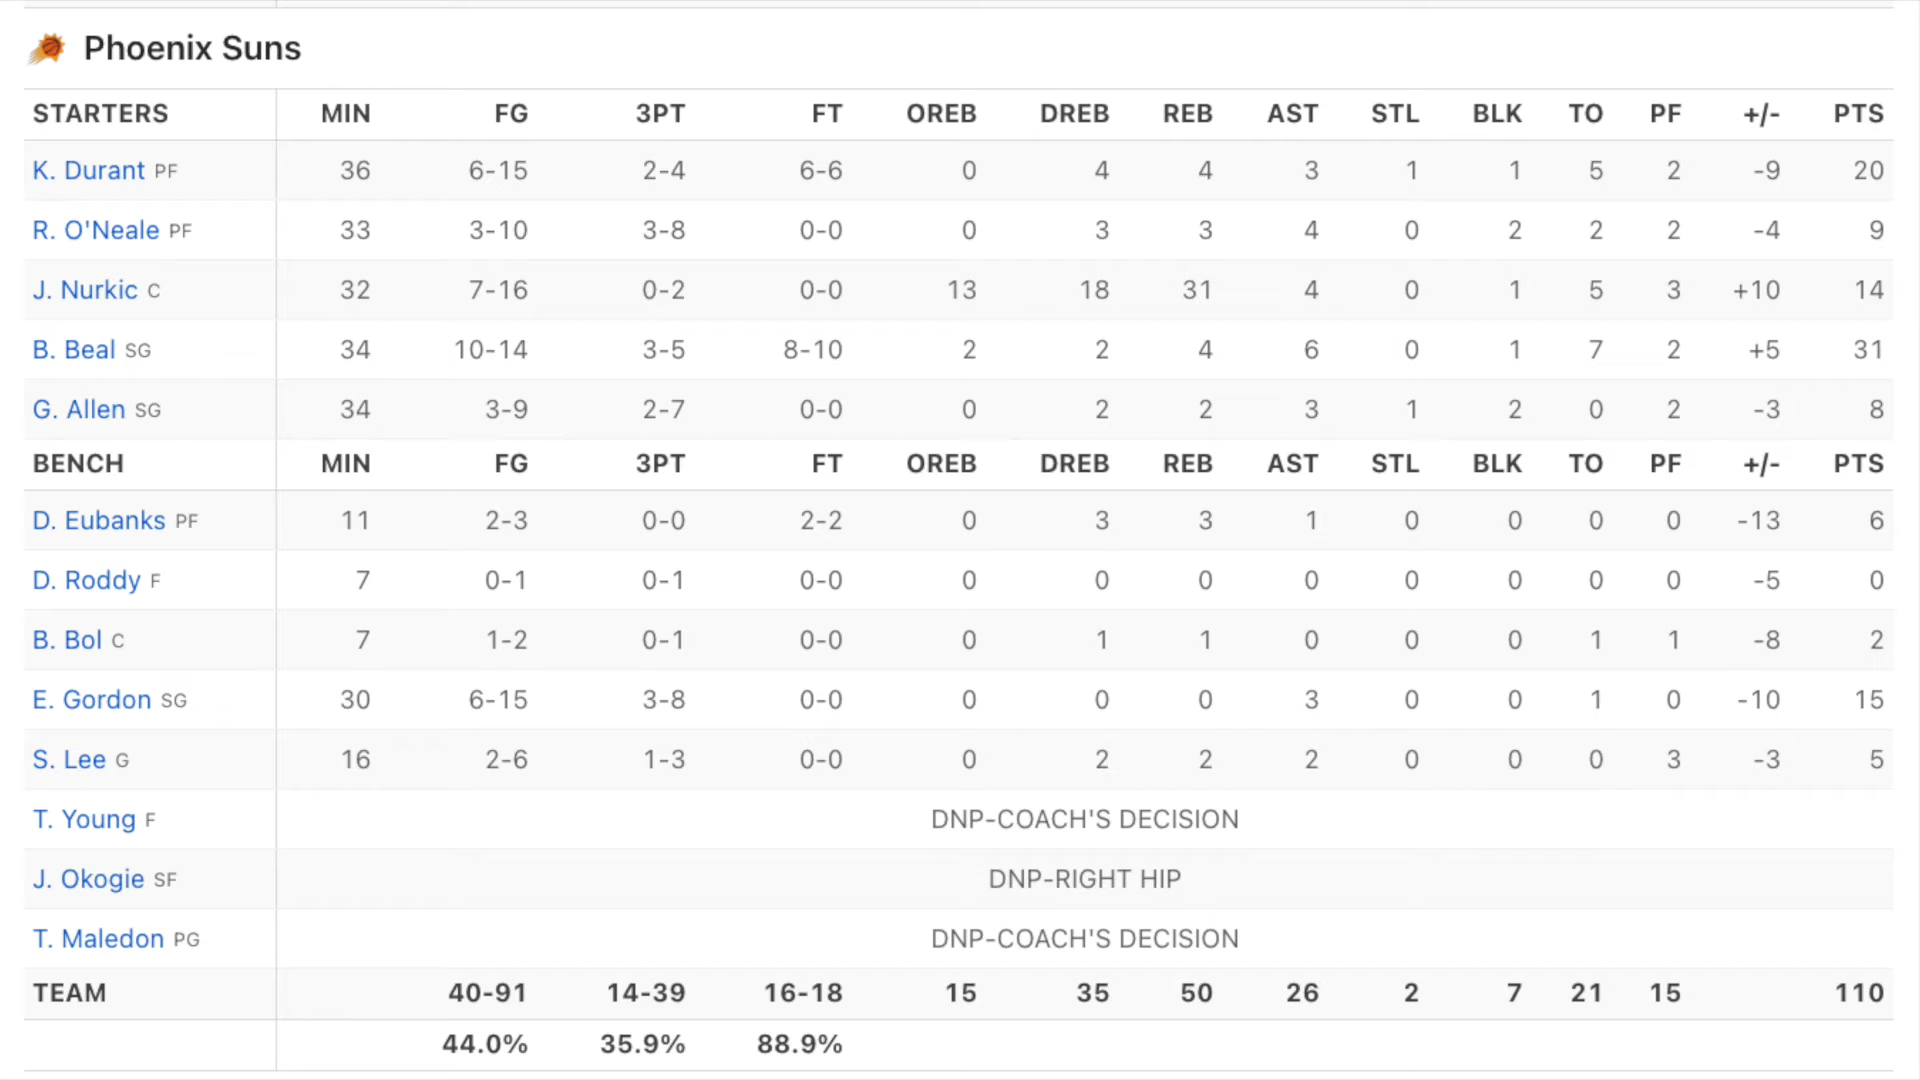 Phoenix Suns
STARTERS MIN FG 3PT FT OREB DREB REB AST STL BLK TO PF +/- PTS
K. Durant PF 36 6-15 2-4 6-6 0 4 4 3 1 1 5 2 -9 20
R. O'Neale PF 33 3-10 3-8 0-0 0 3 3 4 0 2 2 2 -4 9
J. Nurkic C 32 7-16 0-2 0-0 13 18 31 4 0 1 5 3 +10 14
B. Beal SG 34 10-14 3-5 8-10 2 2 4 6 0 1 7 2 +5 31
G. Allen SG 34 3-9 2-7 0-0 0 2 2 3 1 2 0 2 -3 8
BENCH MIN FG 3PT FT OREB DREB REB AST STL BLK TO PF +/- PTS
D. Eubanks PF 11 2-3 0-0 2-2 0 3 3 1 0 0 0 0 -13 6
D. Roddy F 7 0-1 0-1 0-0 0 0 0 0 0 0 0 0 -5 0
B. Bol C 7 1-2 0-1 0-0 0 1 1 0 0 0 1 1 -8 2
E. Gordon SG 30 6-15 3-8 0-0 0 0 0 3 0 0 1 0 -10 15
S. Lee G 16 2-6 1-3 0-0 0 2 2 2 0 0 0 3 -3 5
T. Young F DNP-COACH'S DECISION
J. Okogie SF DNP-RIGHT HIP
T. Maledon PG DNP-COACH'S DECISION
TEAM 40-91 14-39 16-18 15 35 50 26 2 7 21 15 110
44.0% 35.9% 88.9%